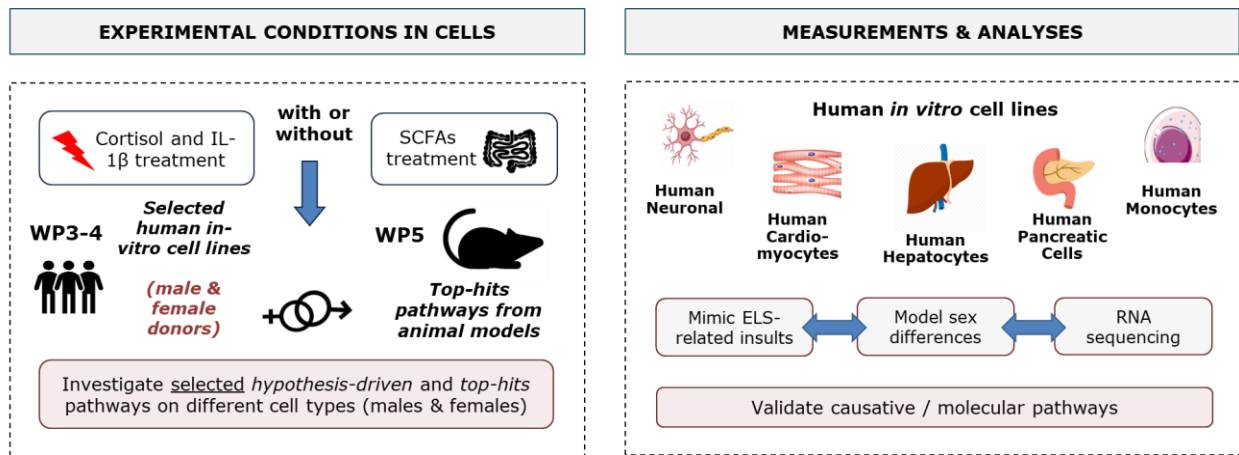 EXPERIMENTAL CONDITIONS IN CELLS
Cortisol and IL-
1β treatment
with or
without
SCFAs
treatment
WP3-4
Selected
human in-
vitro cell lines
(male &
female
donors)
WP5
Top-hits
pathways from
animal models
Investigate selected hypothesis-driven and top-hits
pathways on different cell types (males & females)
MEASUREMENTS & ANALYSES
Human in vitro cell lines
Human
Neuronal
Human
Cardio-
myocytes
Human
Hepatocytes
Human
Pancreatic
Cells
Human
Monocytes
Mimic ELS-
related insults
Model sex
differences
RNA
sequencing
Validate causative / molecular pathways